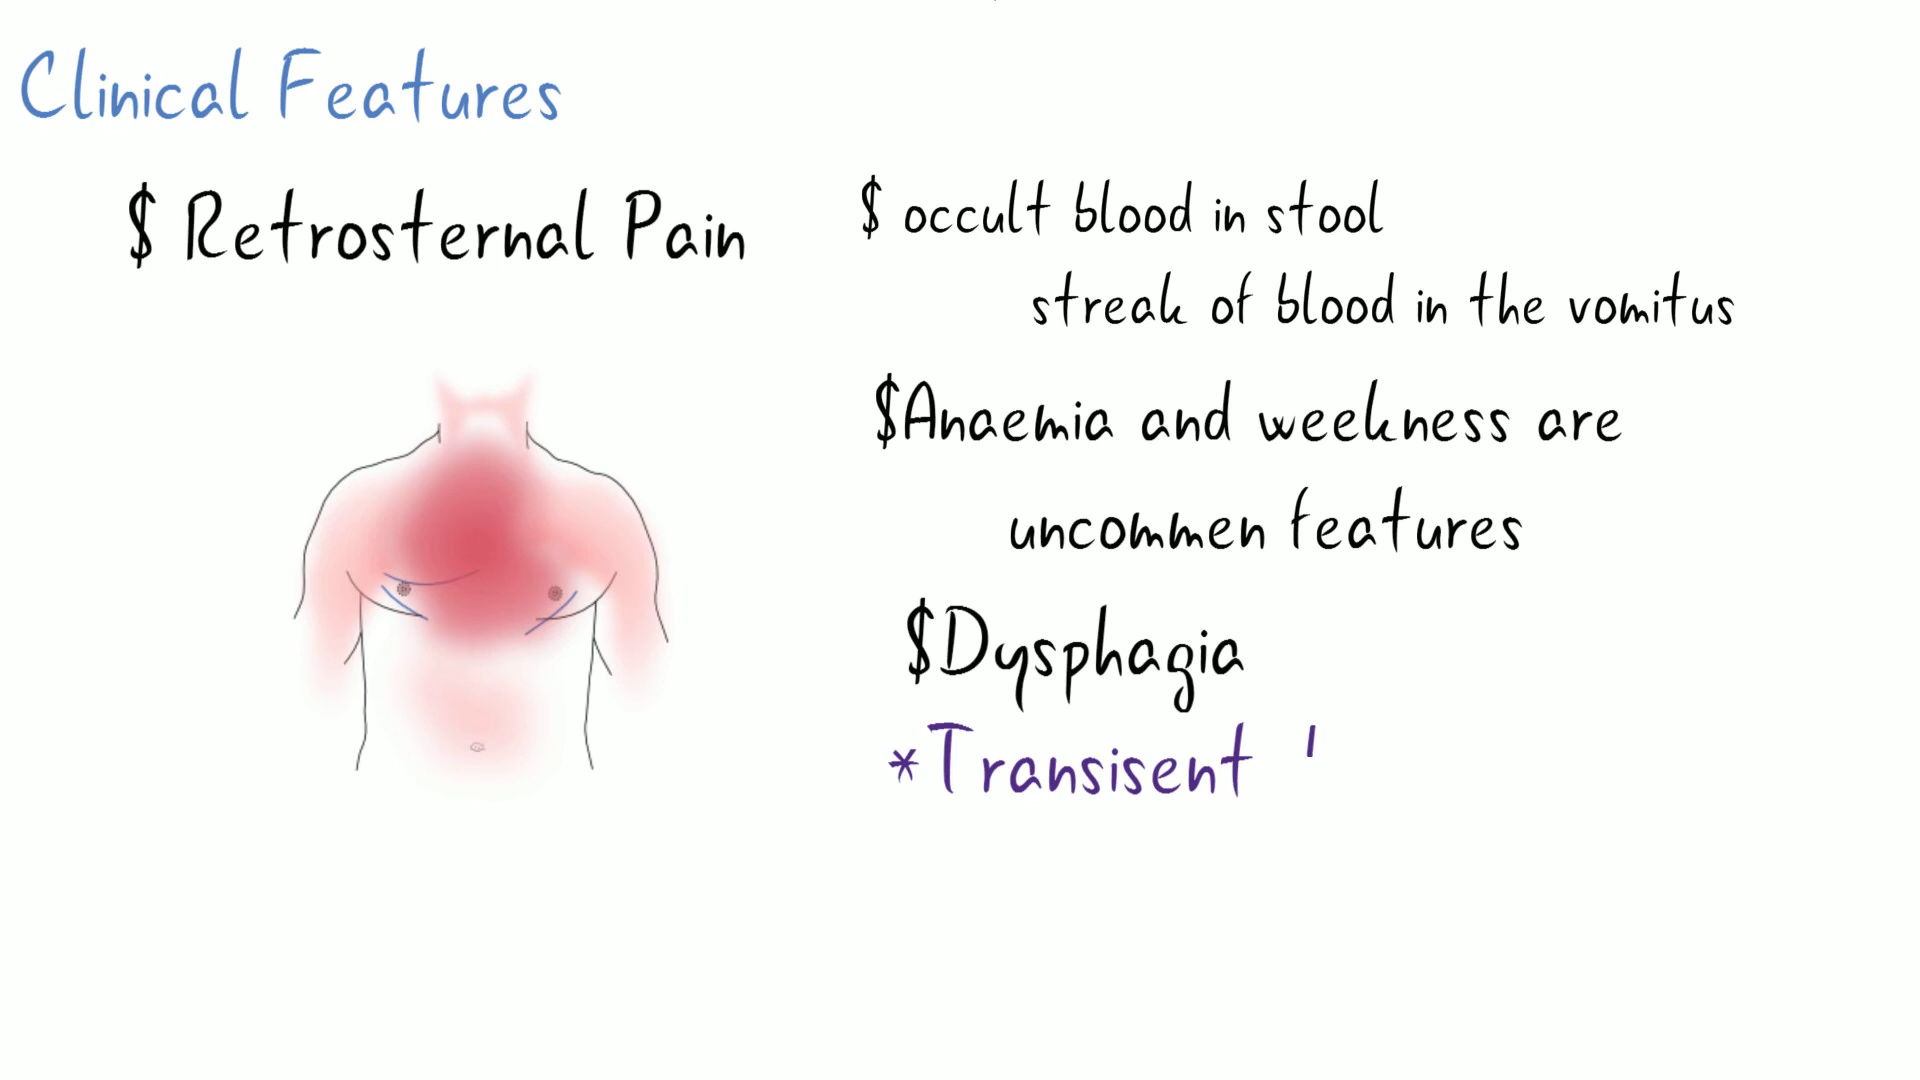 Clinical Features
$ Retrosternal Pain
$ occult blood in stool
streak of blood in the vomitus
$Anaemia and weekness are
uncommen features
$Dysphagia
*Transisent